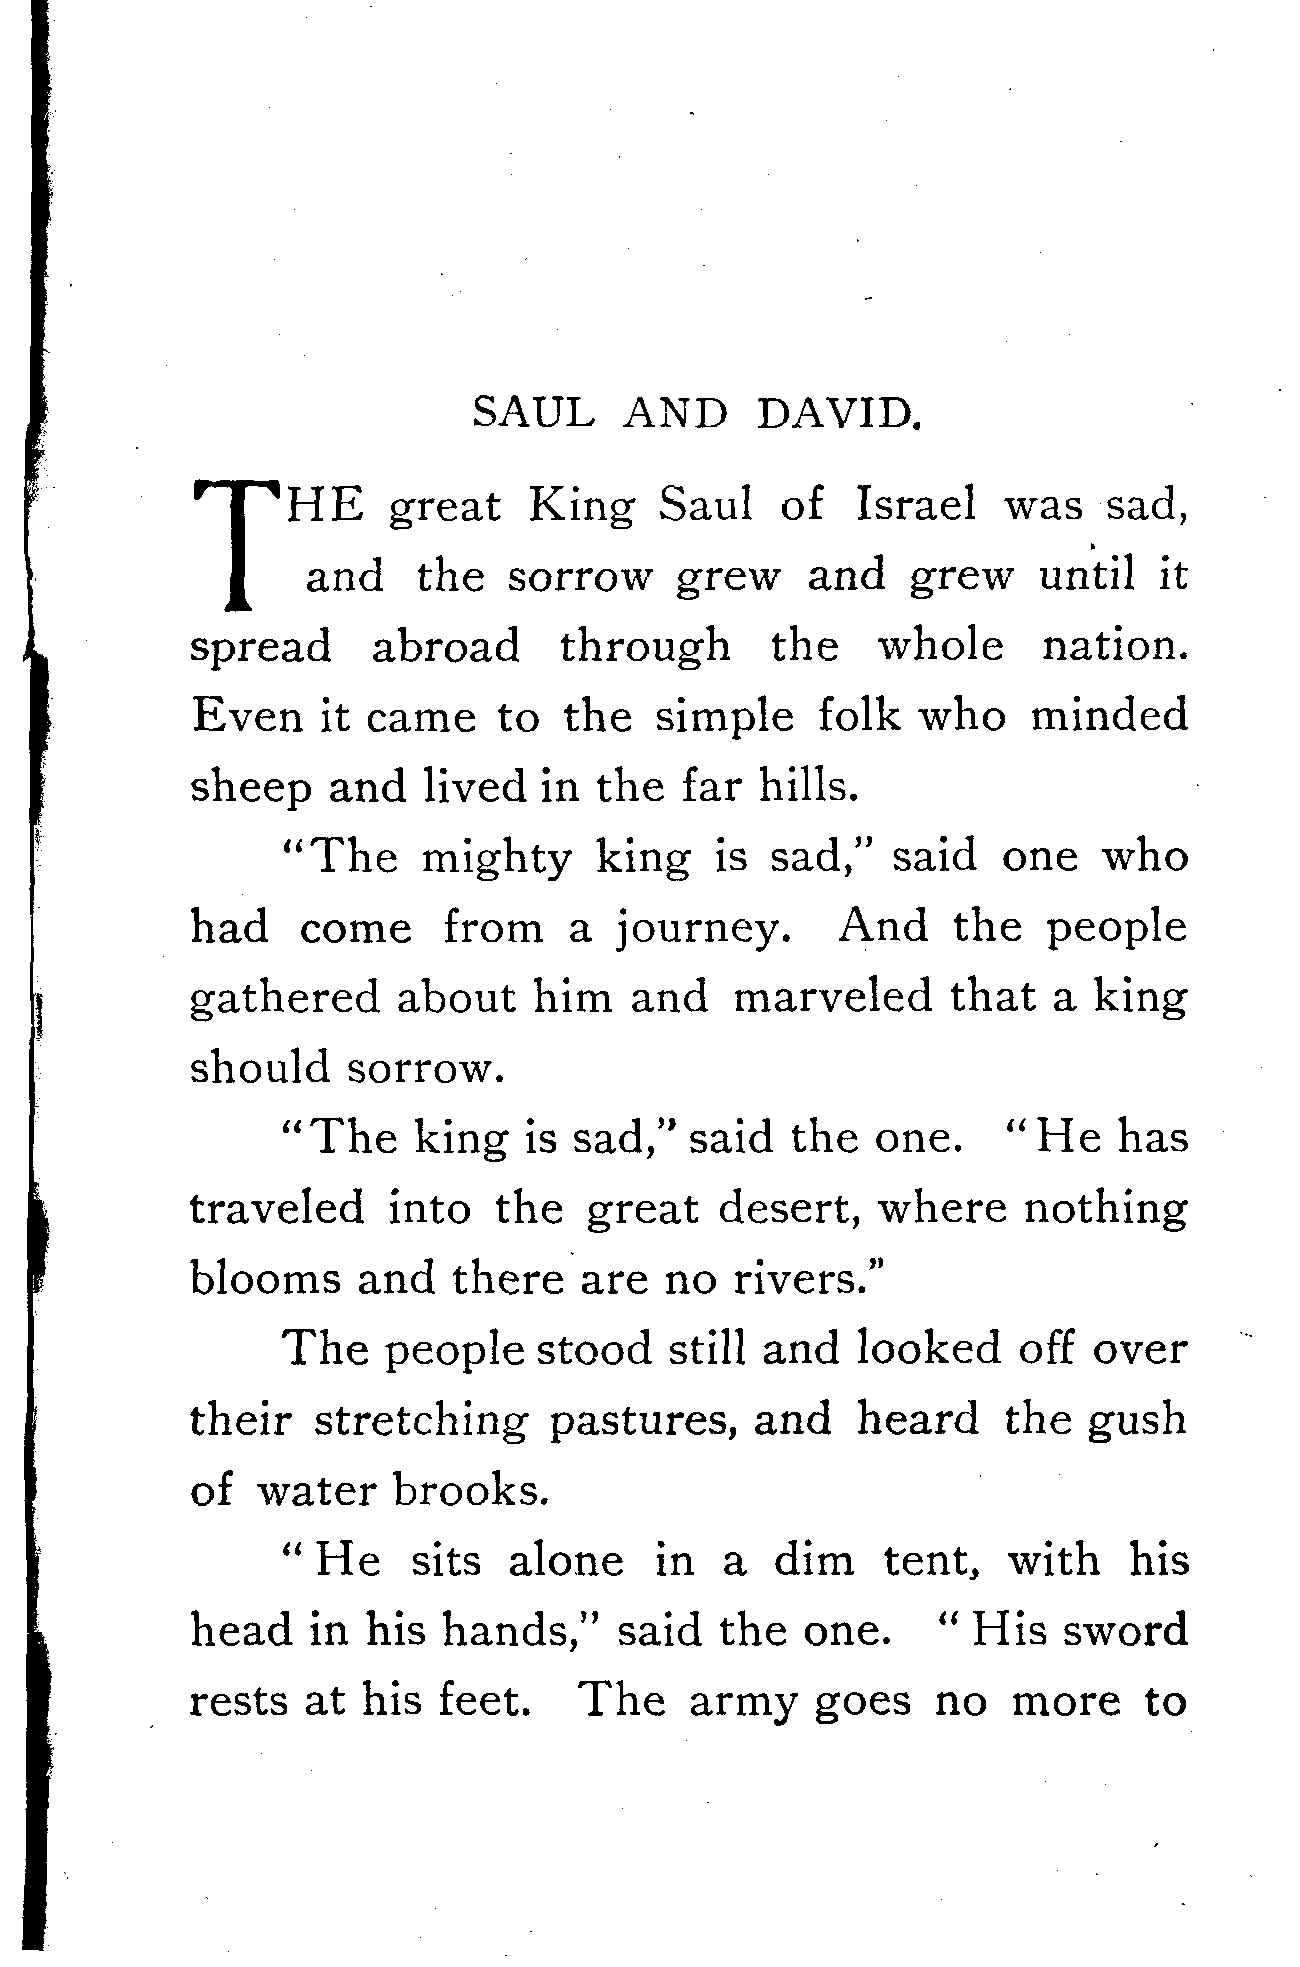 SAUL AND DAVID.
THE great King Saul of Israel was sad,
and the sorrow grew and grew until it
spread abroad through the whole nation.
Even it came to the simple folk who minded
sheep and lived in the far hills.
"The mighty king is sad," said one who
had come from a journey. And the people
gathered about him and marveled that a king
should sorrow.
"The king is sad," said the one. "He has
traveled into the great desert, where nothing
blooms and there are no rivers."
The people stood still and looked off over
their stretching pastures, and heard the gush
of water brooks.
"He sits alone in a dim tent, with his
head in his hands," said the one. "His sword
rests at his feet. The army goes no more to